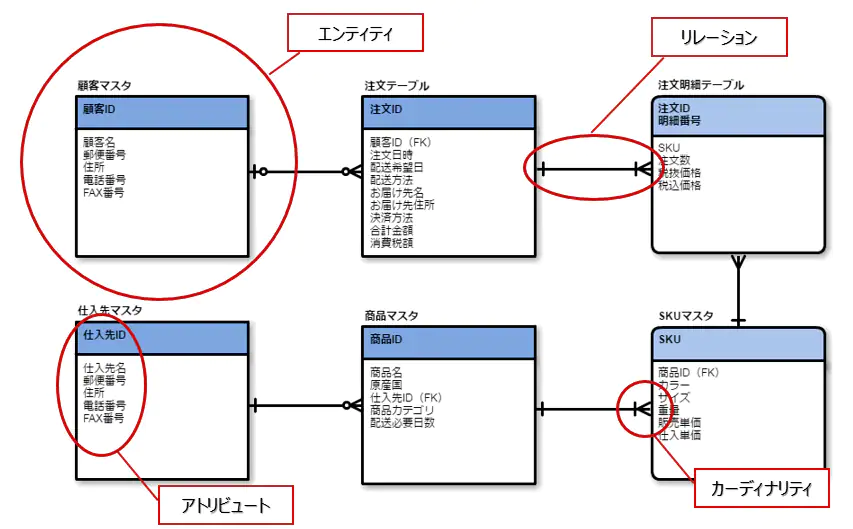 エンティティ
リレーション
顧客マスタ
顧客ID
顧客名
郵便番号
住所
電話番号
FAX番号
注文テーブル
注文ID
顧客ID（FK）
注文日時
配送希望日
配送方法
お届け先名
お届け先住所
決済方法
合計金額
消費税額
注文明細テーブル
注文ID
明細番号
SKU
注文数
税抜価格
税込価格
仕入先マスタ
仕入先ID
仕入先名
郵便番号
住所
電話番号
FAX番号
商品マスタ
商品ID
商品名
原産国
仕入先ID（FK）
商品カテゴリ
配送必要日数
SKUマスタ
SKU
商品ID（FK）
カラー
サイズ
重量
販売単価
仕入単価
アトリビュート
カーディナリティ